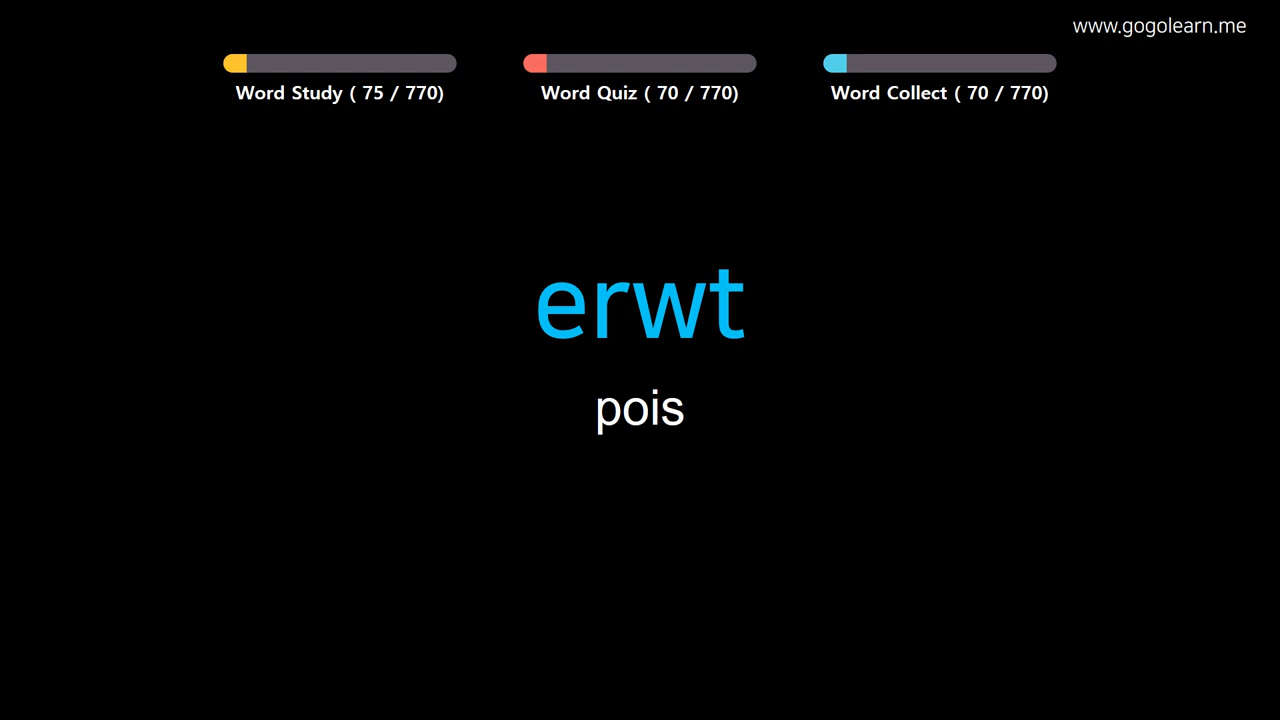 www.gogolearn.me
Word Study ( 75 / 770)
Word Quiz ( 70 / 770)
Word Collect ( 70 / 770)
erwt
pois